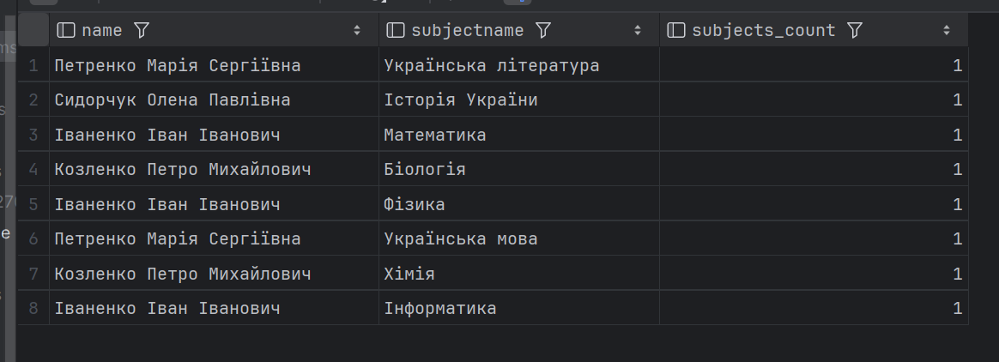 name subjectname subjects_count
1 Петренко Марія Сергіївна Українська література 1
2 Сидорчук Олена Павлівна Історія України 1
3 Іваненко Іван Іванович Математика 1
4 Козленко Петро Михайлович Біологія 1
5 Іваненко Іван Іванович Фізика 1
6 Петренко Марія Сергіївна Українська мова 1
7 Козленко Петро Михайлович Хімія 1
8 Іваненко Іван Іванович Інформатика 1